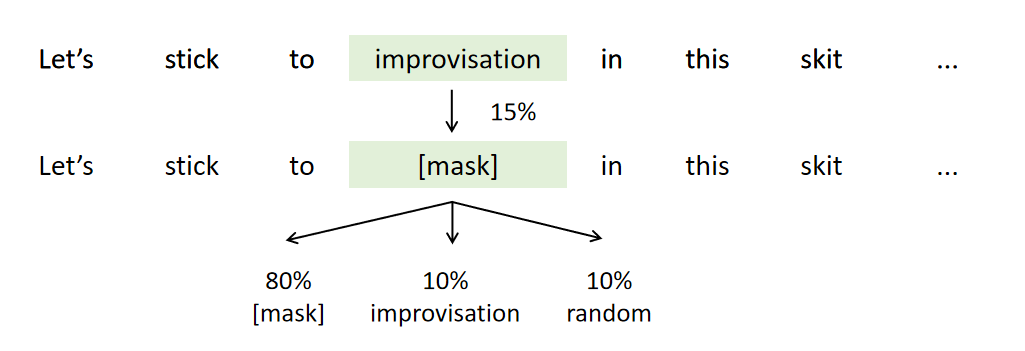 Let’s stick to improvisation in this skit ...
15%
Let’s stick to [mask] in this skit ...
80% 10% 10%
[mask] improvisation random